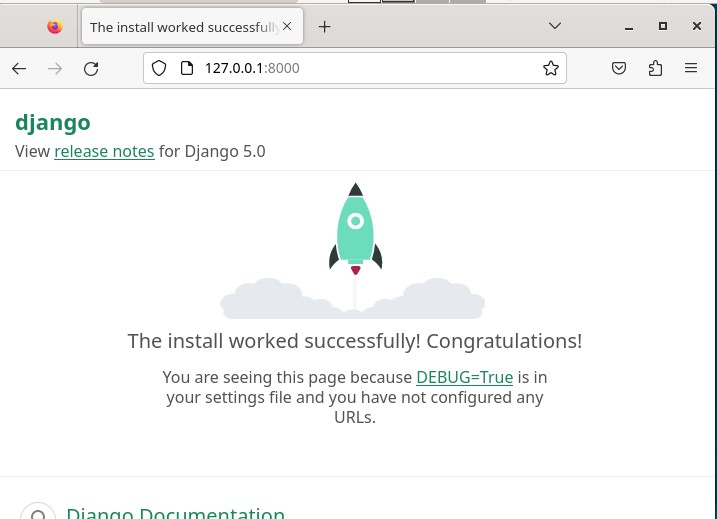 The install worked successfully
127.0.0.1:8000
django
View release notes for Django 5.0
The install worked successfully! Congratulations!
You are seeing this page because DEBUG=True is in
your settings file and you have not configured any
URLs.
Django Documentation